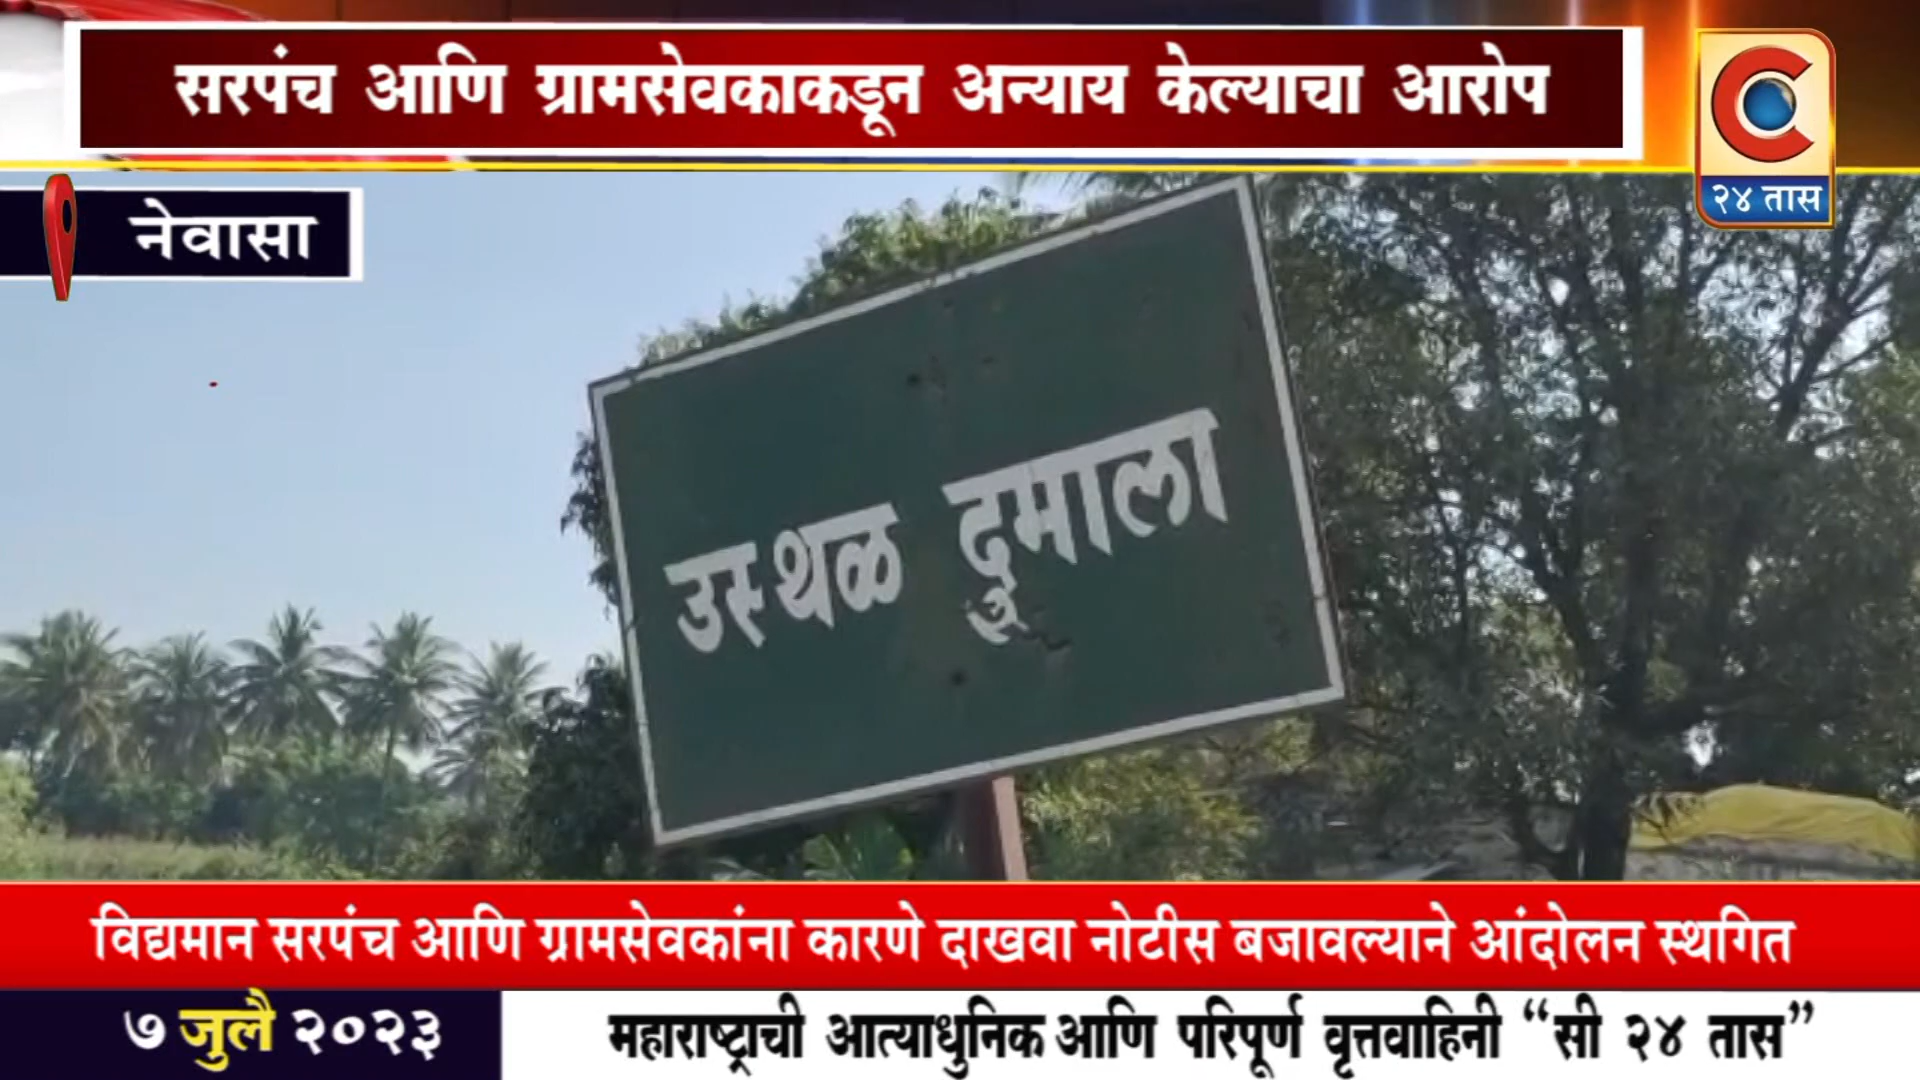 सरपंच आणि ग्रामसेवकाकडून अन्याय केल्याचा आरोप
२४ तास
नेवासा
उस्थळ दुमाला
विद्यमान सरपंच आणि ग्रामसेवकांना कारणे दाखवा नोटीस बजावल्याने आंदोलन स्थगित
७ जुलै २०२३
महाराष्ट्राची आत्याधुनिक आणि परिपूर्ण वृत्तवाहिनी “सी २४ तास”